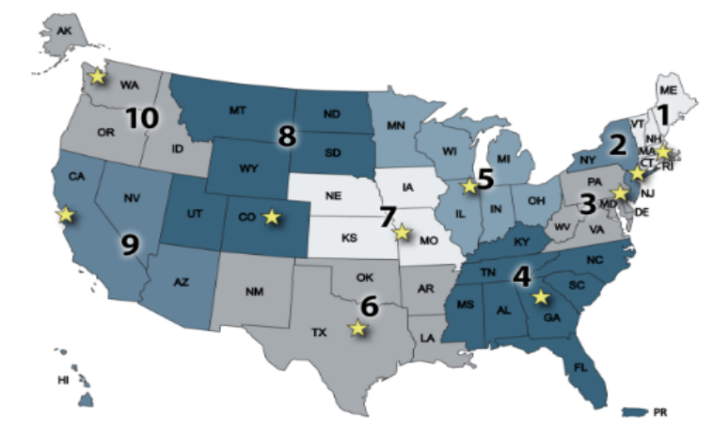 AK
ME
WA
1
VT
10
MT
ND
MN
NH
OR
8
2
MA
ID
SD
WI
MI
NY
CT
RI
WY
5
CA
PA
NJ
NV
NE
IA
OH
3
MD
UT
CO
7
IL
IN
DE
WV
VA
9
KS
MO
KY
NC
TN
4
AZ
NM
OK
AR
SC
6
MS
AL
GA
TX
LA
FL
HI
PR